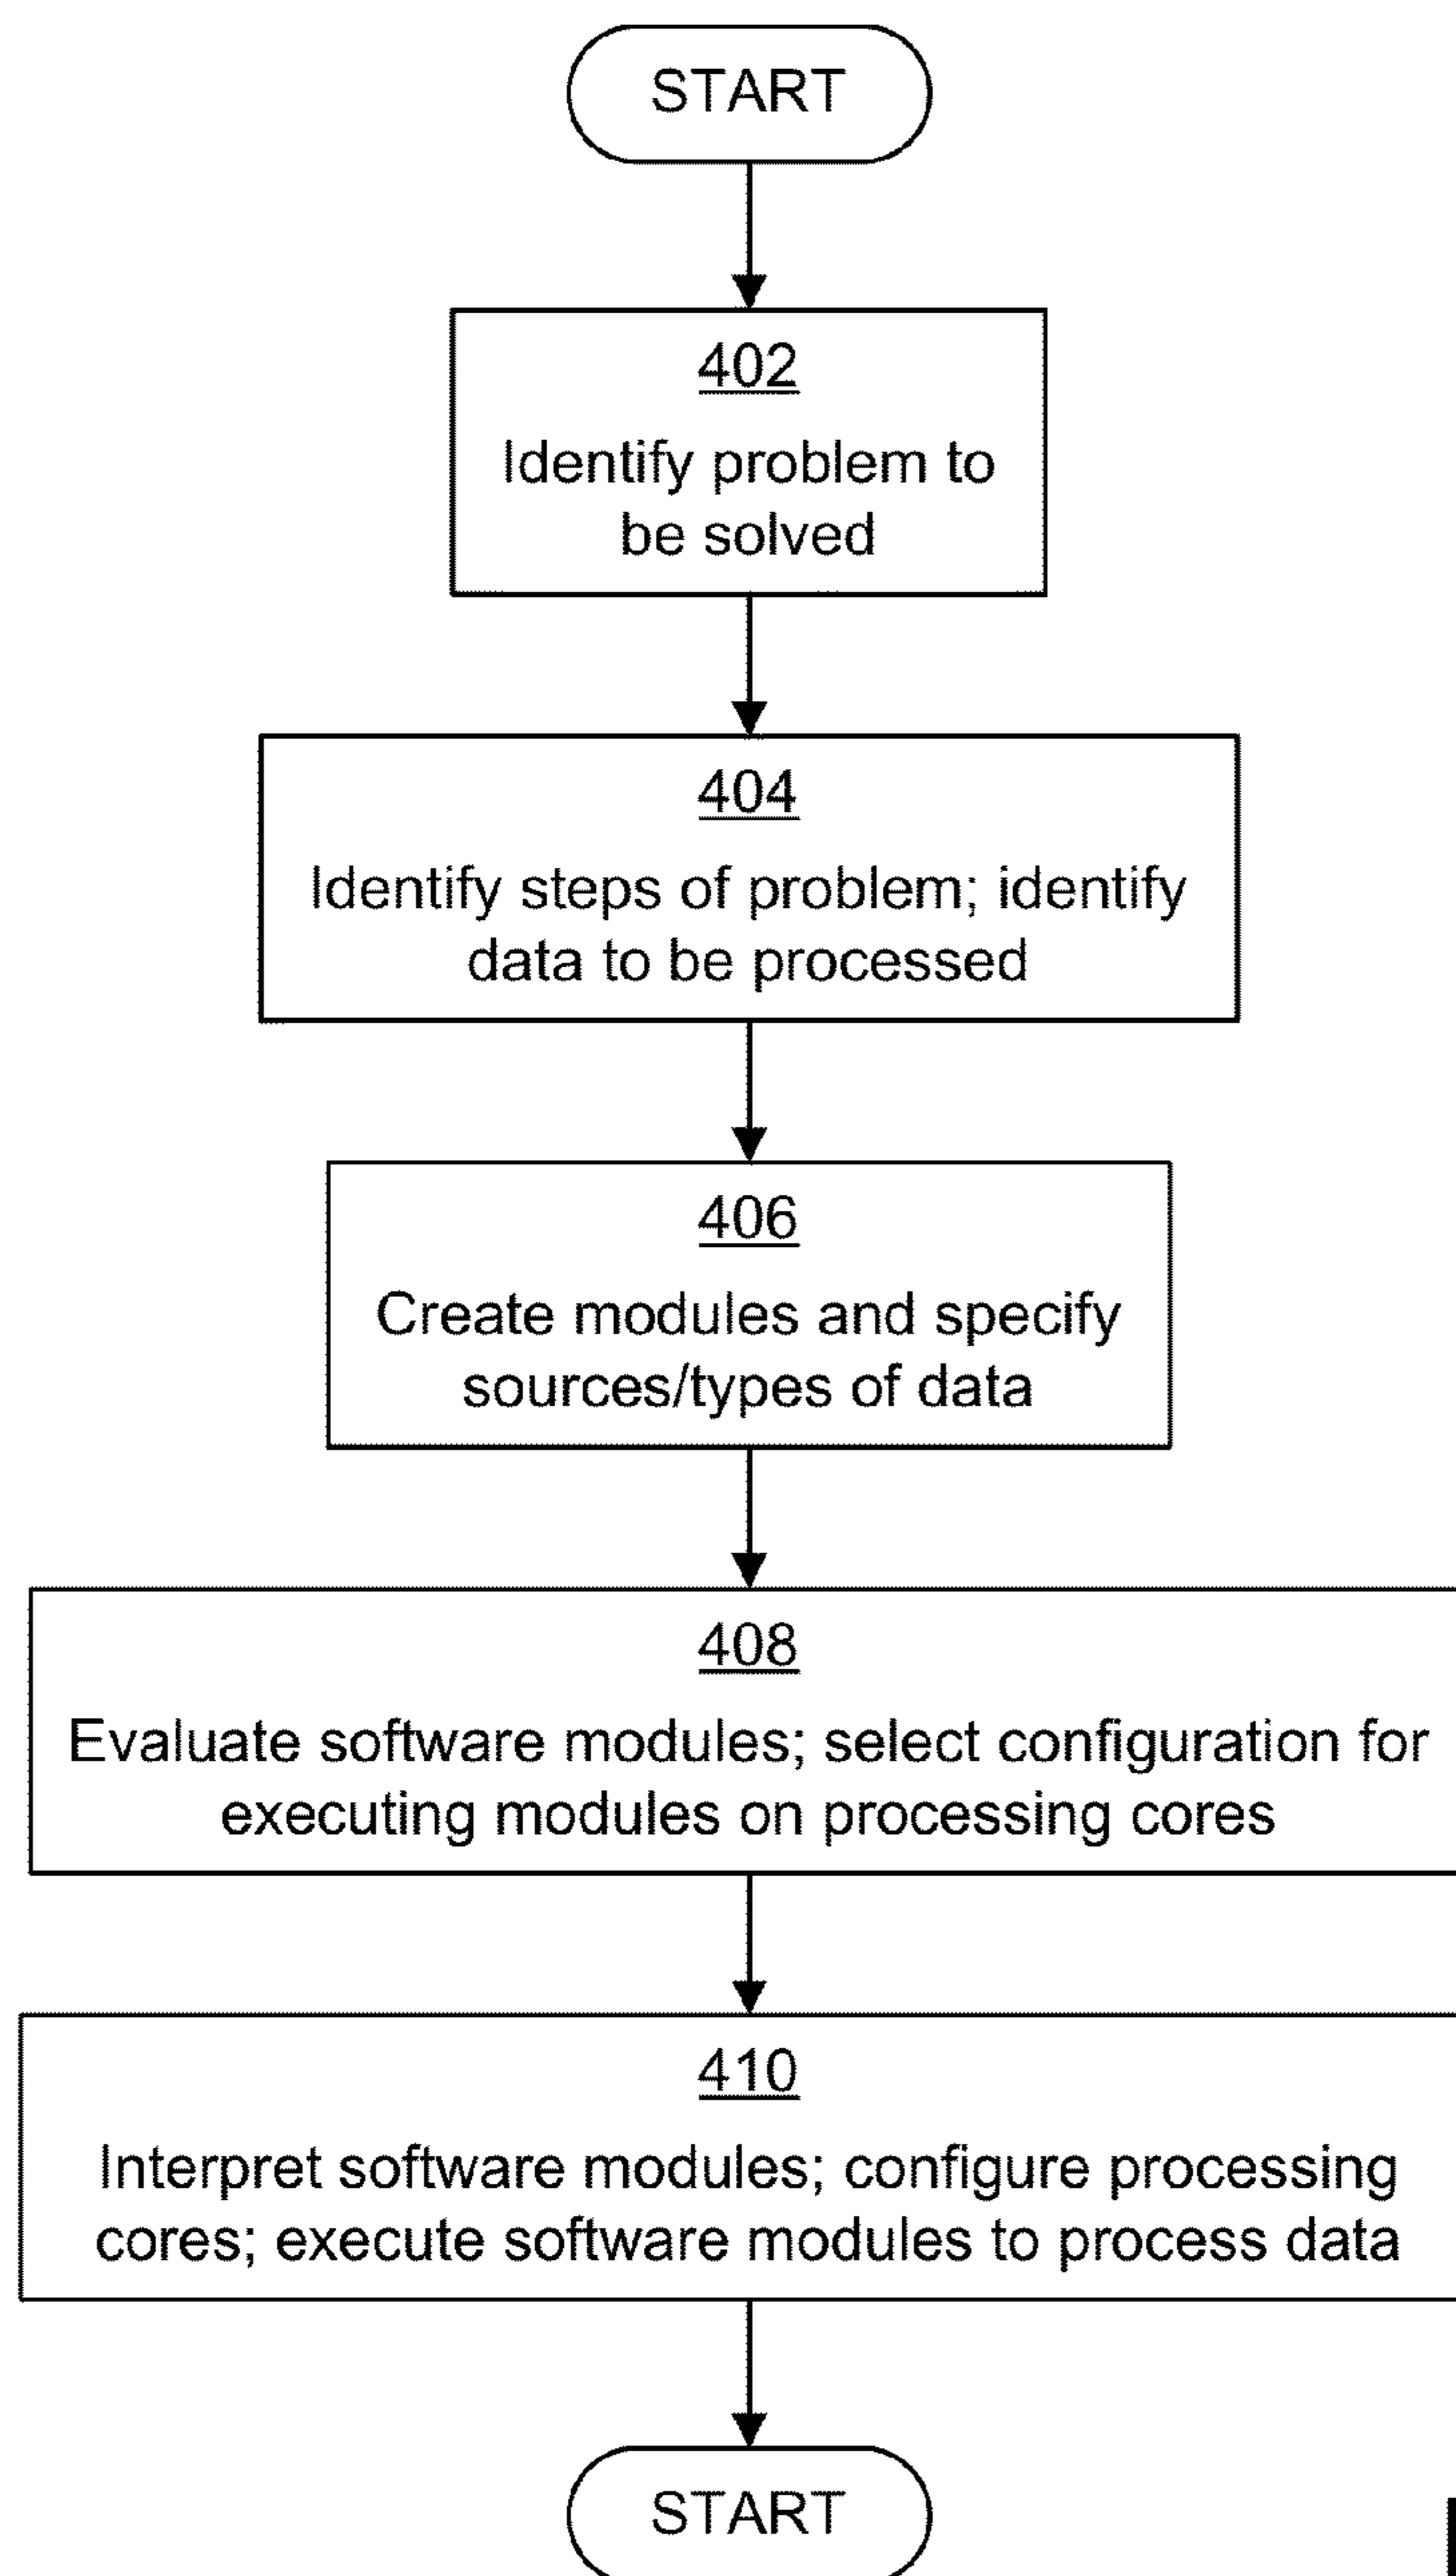 START
402
Identify problem to
be solved
404
Identify steps of problem; identify
data to be processed
406
Create modules and specify
sources/types of data
408
Evaluate software modules; select configuration for
executing modules on processing cores
410
Interpret software modules; configure processing
cores; execute software modules to process data
START